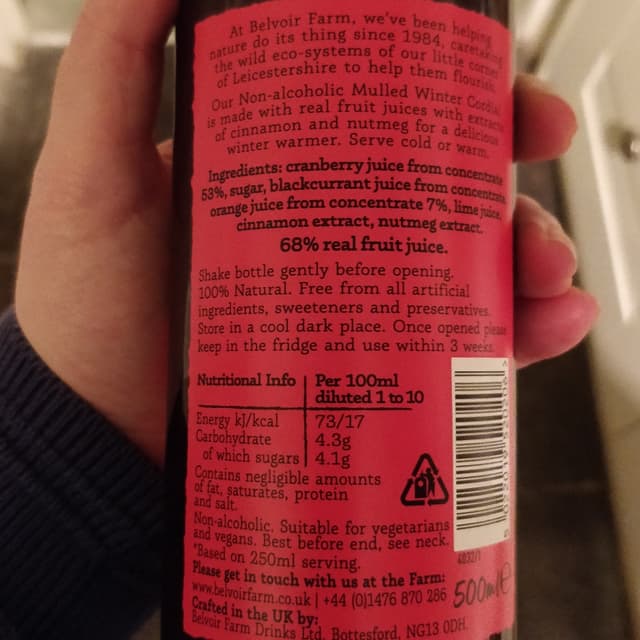 At Belvoir Farm, we've been helping
nature do its thing since 1984, caretaking
the wild eco-systems of our little corner
of Leicestershire to help them flourish.
Our Non-alcoholic Mulled Winter Cordial
is made with real fruit juices with extracts
of cinnamon and nutmeg for a delicious
winter warmer. Serve cold or warm.
Ingredients: cranberry juice from concentrate
53%, sugar, blackcurrant juice from concentrate,
orange juice from concentrate 7%, lime juice,
cinnamon extract, nutmeg extract.
68% real fruit juice.
Shake bottle gently before opening.
100% Natural. Free from all artificial
ingredients, sweeteners and preservatives.
Store in a cool dark place. Once opened please
keep in the fridge and use within 3 weeks.
Nutritional Info Per 100ml
diluted 1 to 10
Energy kJ/kcal 73/17
Carbohydrate 4.3g
of which sugars 4.1g
Contains negligible amounts
of fat, saturates, protein
and salt.
Non-alcoholic. Suitable for vegetarians
and vegans. Best before end, see neck.
*Based on 250ml serving.
Please get in touch with us at the Farm:
www.belvoirfarm.co.uk | +44 (0)1476 870 286
Crafted in the UK by:
Belvoir Farm Drinks Ltd, Bottesford, NG13 0DH.
500ml e